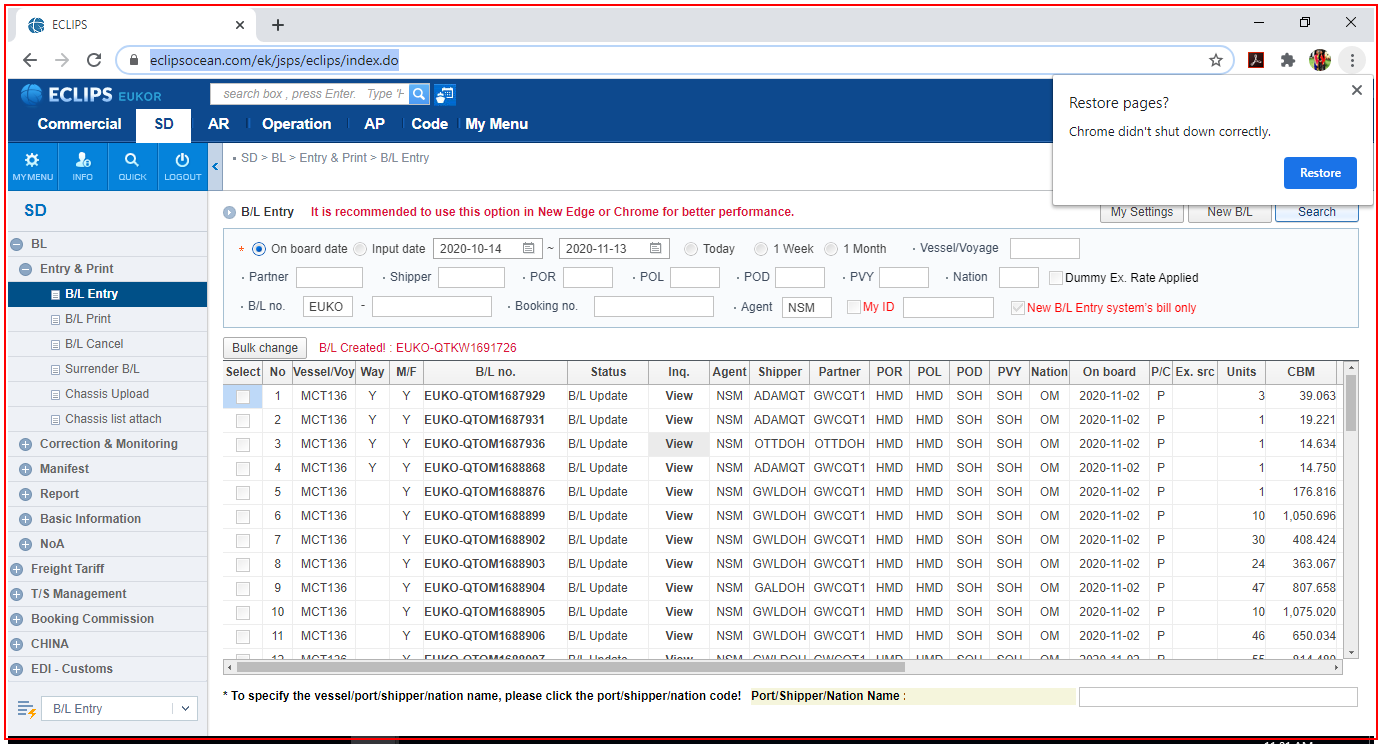 ECLIPS
eclipsocean.com/ek/jsps/eclips/index.do
ECLIPS EUKOR
search box , press Enter. Type 'H
Restore pages?
Chrome didn't shut down correctly.
Restore
Commercial SD AR Operation AP Code My Menu
MYMENU INFO QUICK LOGOUT
SD > BL > Entry & Print > B/L Entry
SD
BL
Entry & Print
B/L Entry
B/L Print
B/L Cancel
Surrender B/L
Chassis Upload
Chassis list attach
Correction & Monitoring
Manifest
Report
Basic Information
NoA
Freight Tariff
T/S Management
Booking Commission
CHINA
EDI - Customs
B/L Entry
B/L Entry It is recommended to use this option in New Edge or Chrome for better performance.
My Settings New B/L Search
* On board date Input date 2020-10-14 ~ 2020-11-13 Today 1 Week 1 Month Vessel/Voyage
Partner Shipper POR POL POD PVY Nation Dummy Ex. Rate Applied
B/L no. EUKO - Booking no. Agent NSM My ID New B/L Entry system's bill only
Bulk change B/L Created! : EUKO-QTKW1691726
Select No Vessel/Voy Way M/F B/L no. Status Inq. Agent Shipper Partner POR POL POD PVY Nation On board P/C Ex. src Units CBM
1 MCT136 Y Y EUKO-QTOM1687929 B/L Update View NSM ADAMQT GWCQT1 HMD HMD SOH SOH OM 2020-11-02 P 3 39.063
2 MCT136 Y Y EUKO-QTOM1687931 B/L Update View NSM ADAMQT GWCQT1 HMD HMD SOH SOH OM 2020-11-02 P 1 19.221
3 MCT136 Y Y EUKO-QTOM1687936 B/L Update View NSM OTTDOH OTTDOH HMD HMD SOH SOH OM 2020-11-02 P 1 14.634
4 MCT136 Y Y EUKO-QTOM1688868 B/L Update View NSM ADAMQT GWCQT1 HMD HMD SOH SOH OM 2020-11-02 P 1 14.750
5 MCT136 Y EUKO-QTOM1688876 B/L Update View NSM GWLDOH GWCQT1 HMD HMD SOH SOH OM 2020-11-02 P 1 176.816
6 MCT136 Y EUKO-QTOM1688899 B/L Update View NSM GWLDOH GWCQT1 HMD HMD SOH SOH OM 2020-11-02 P 10 1,050.696
7 MCT136 Y EUKO-QTOM1688902 B/L Update View NSM GWLDOH GWCQT1 HMD HMD SOH SOH OM 2020-11-02 P 30 408.424
8 MCT136 Y EUKO-QTOM1688903 B/L Update View NSM GWLDOH GWCQT1 HMD HMD SOH SOH OM 2020-11-02 P 24 363.067
9 MCT136 Y EUKO-QTOM1688904 B/L Update View NSM GALDOH GWCQT1 HMD HMD SOH SOH OM 2020-11-02 P 47 807.658
10 MCT136 Y EUKO-QTOM1688905 B/L Update View NSM GWLDOH GWCQT1 HMD HMD SOH SOH OM 2020-11-02 P 10 1,075.020
11 MCT136 Y EUKO-QTOM1688906 B/L Update View NSM GWLDOH GWCQT1 HMD HMD SOH SOH OM 2020-11-02 P 46 650.034
* To specify the vessel/port/shipper/nation name, please click the port/shipper/nation code! Port/Shipper/Nation Name :